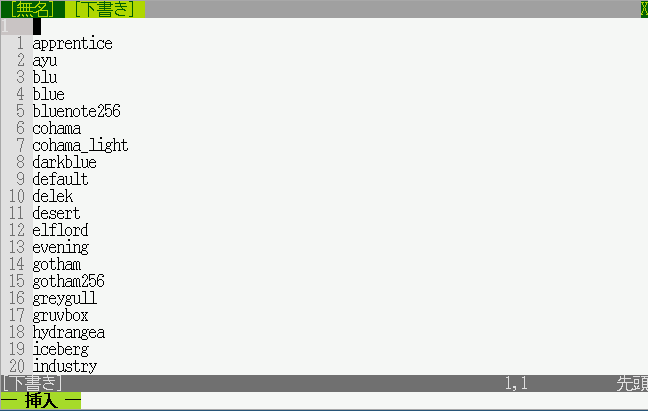 [無名] [下書き] X
1
1 apprentice
2 ayu
3 blu
4 blue
5 bluenote256
6 cohama
7 cohama_light
8 darkblue
9 default
10 delek
11 desert
12 elflord
13 evening
14 gotham
15 gotham256
16 greygull
17 gruvbox
18 hydrangea
19 iceberg
20 industry
[下書き] 1,1 先頭
— 挿入 —